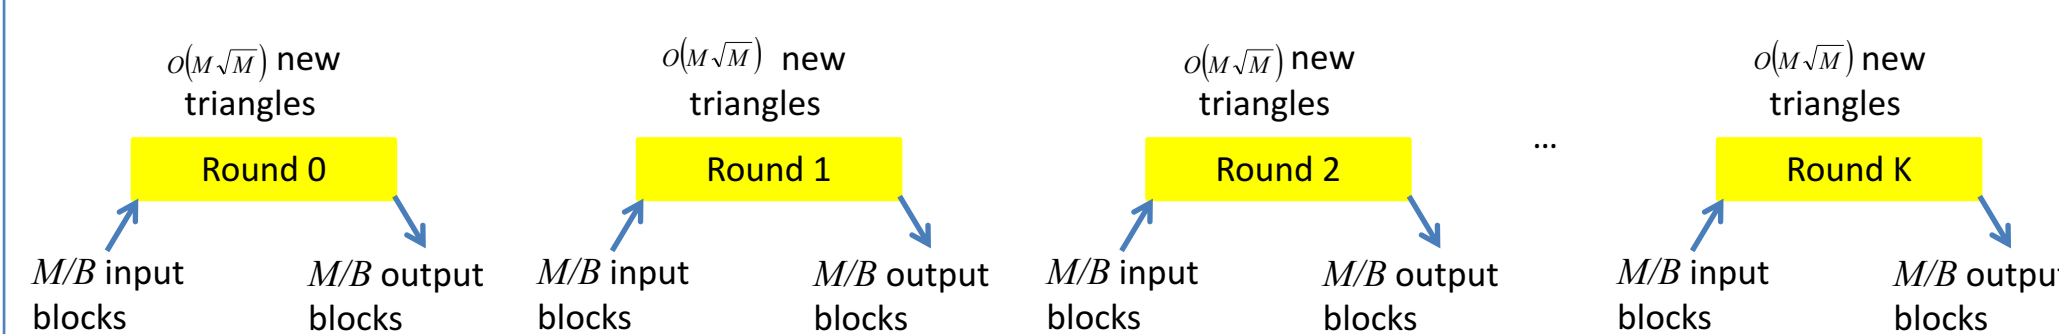 O(M√M) new
triangles
Round 0
M/B input
blocks
M/B output
blocks
O(M√M) new
triangles
Round 1
M/B input
blocks
M/B output
blocks
O(M√M) new
triangles
Round 2
M/B input
blocks
M/B output
blocks
...
O(M√M) new
triangles
Round K
M/B input
blocks
M/B output
blocks